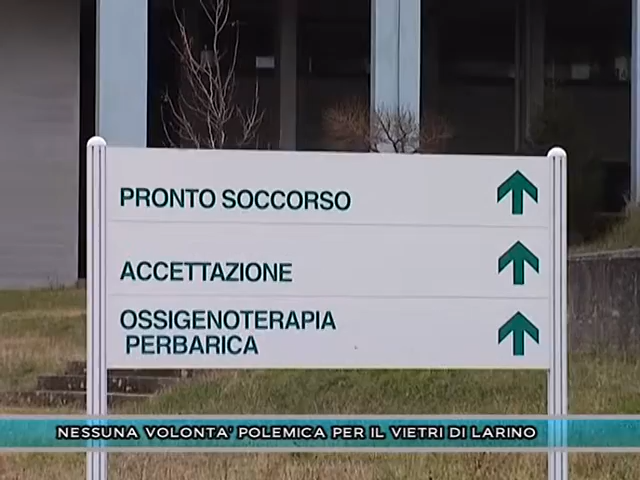 PRONTO SOCCORSO
ACCETTAZIONE
OSSIGENOTERAPIA
PERBARICA
NESSUNA VOLONTA' POLEMICA PER IL VIETRI DI LARINO